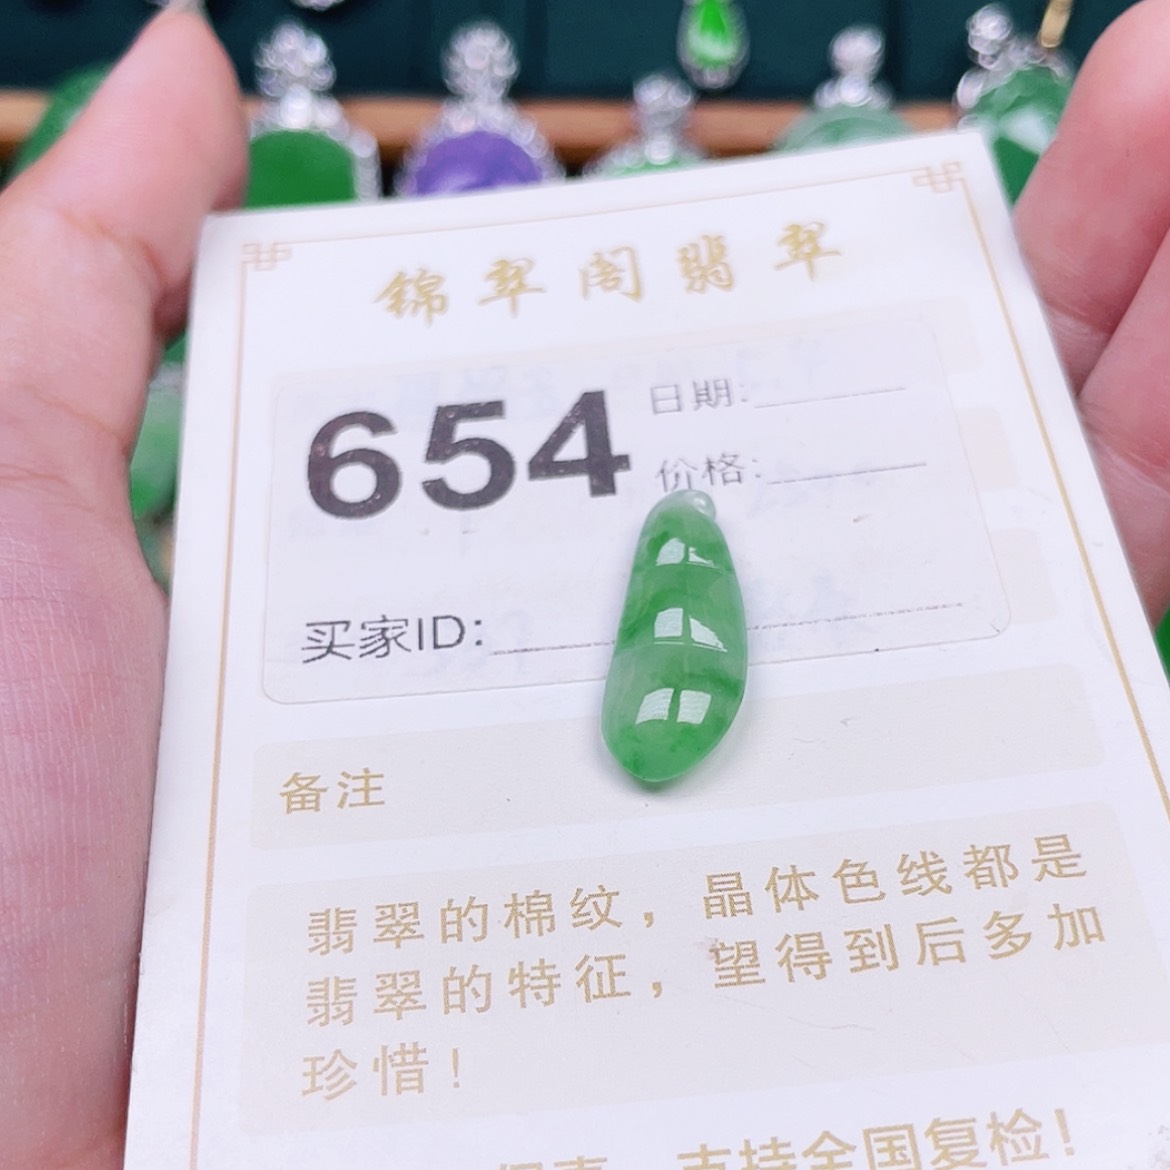 錦翠阁翡翠
654
日期:
价格:
买家ID:
备注
翡翠的棉纹，晶体色线都是
翡翠的特征，望得到后多加
珍惜！
支持全国复检！